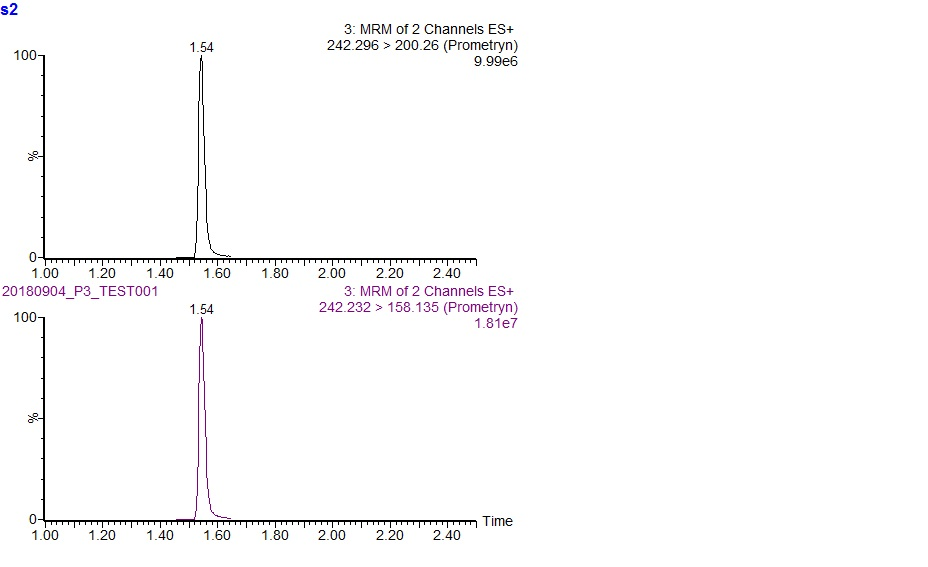 s2
3: MRM of 2 Channels ES+
242.296 > 200.26 (Prometryn)
9.99e6
1.54
100
%
0
1.00 1.20 1.40 1.60 1.80 2.00 2.20 2.40
20180904_P3_TEST001
3: MRM of 2 Channels ES+
242.232 > 158.135 (Prometryn)
1.81e7
1.54
100
%
0
Time
1.00 1.20 1.40 1.60 1.80 2.00 2.20 2.40